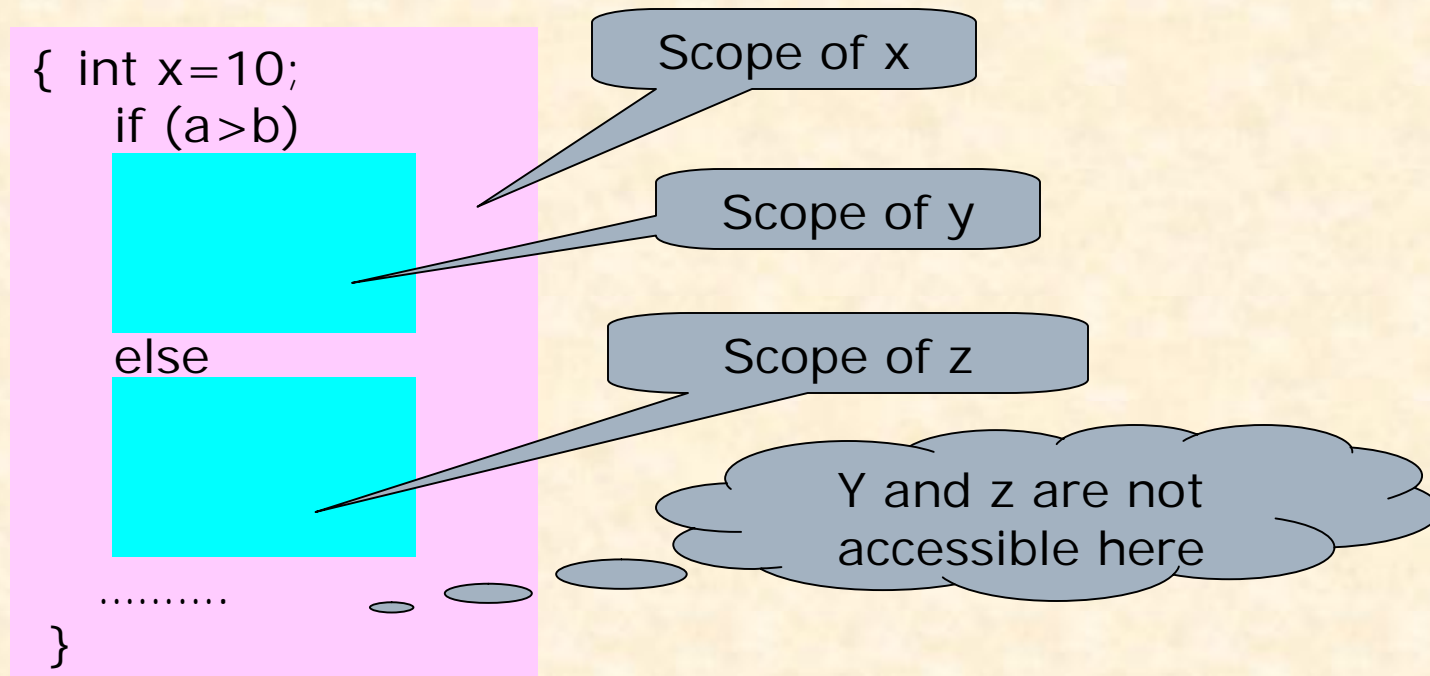 { int x=10;
if (a>b)
else
..........
}
Scope of x
Scope of y
Scope of z
Y and z are not
accessible here